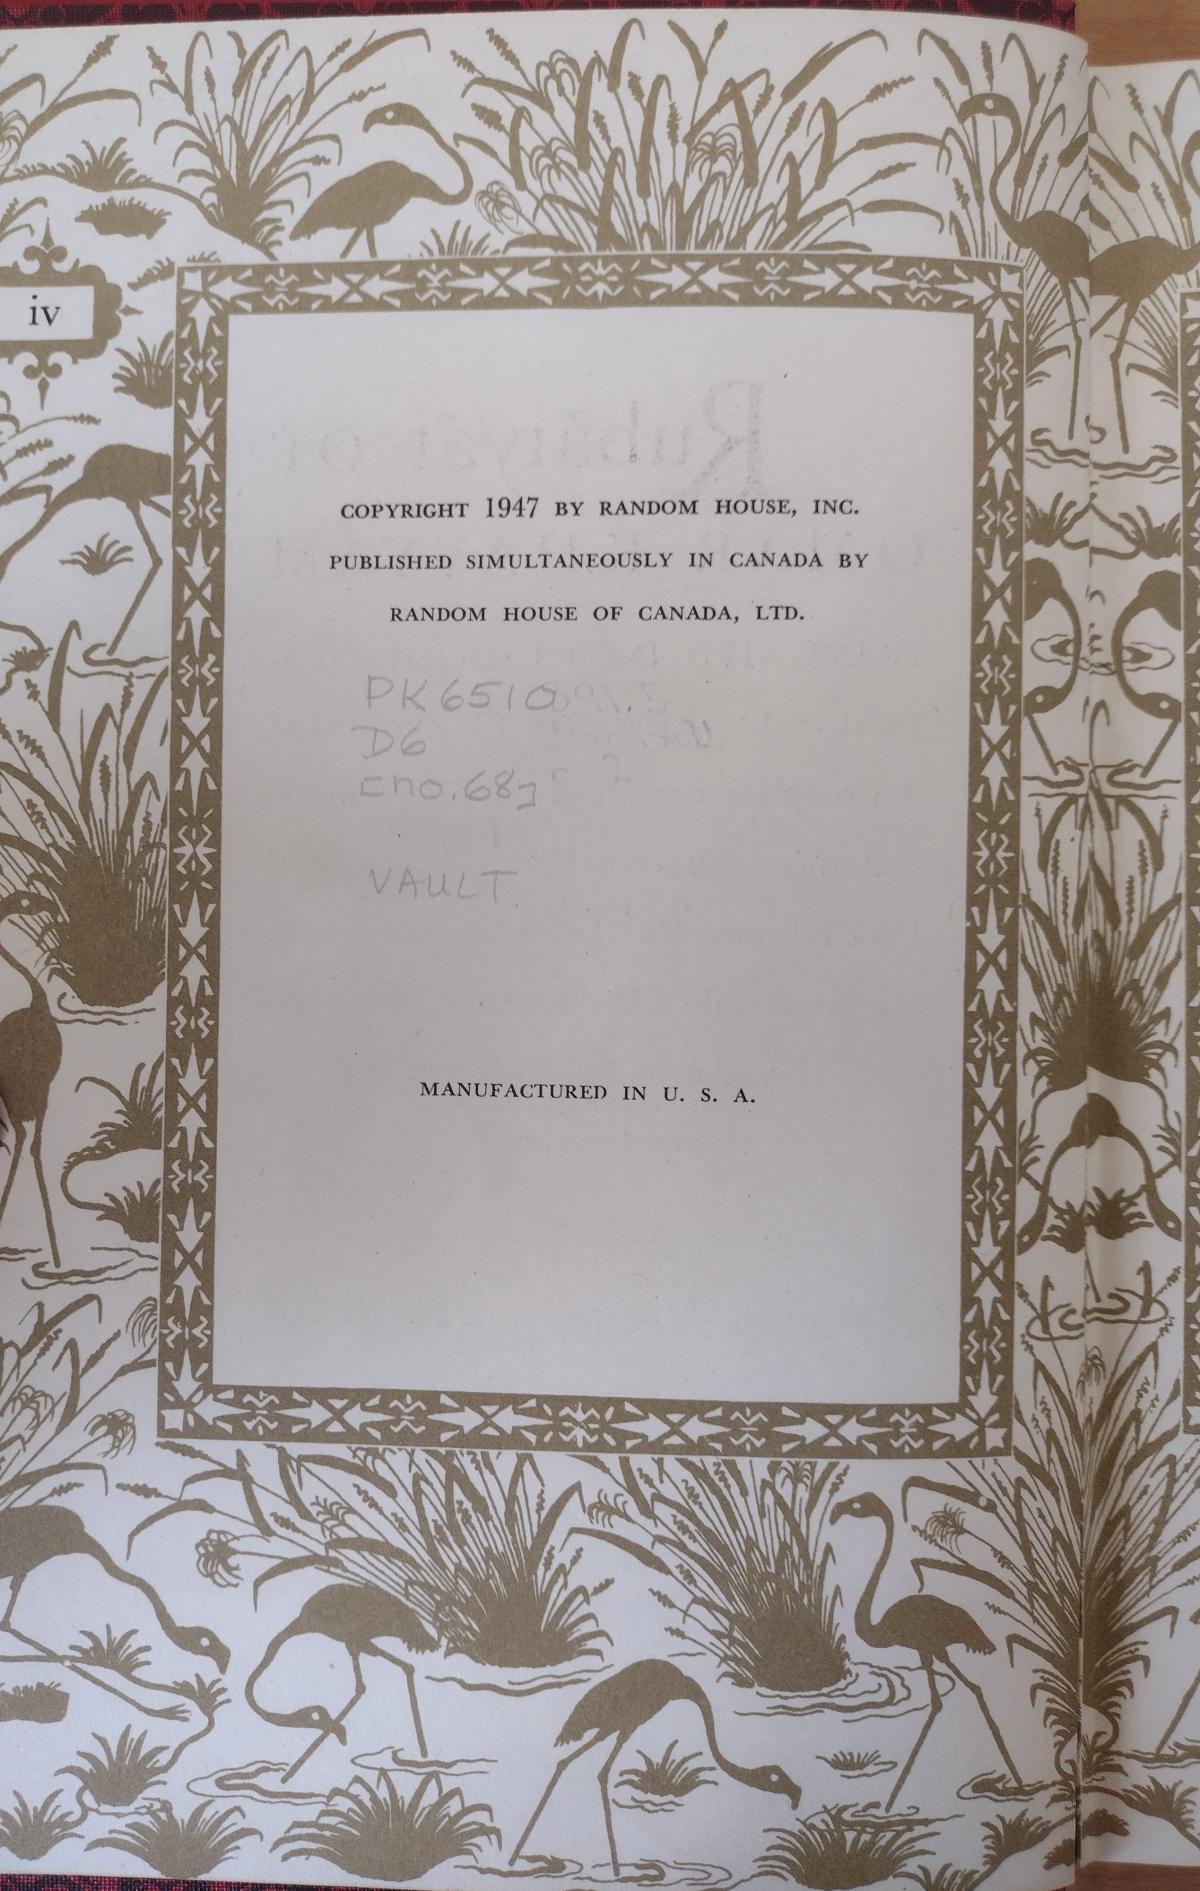 iv
COPYRIGHT 1947 BY RANDOM HOUSE, INC.
PUBLISHED SIMULTANEOUSLY IN CANADA BY
RANDOM HOUSE OF CANADA, LTD.
PK6510
D6
[no.68]
c.2
VAULT
MANUFACTURED IN U. S. A.